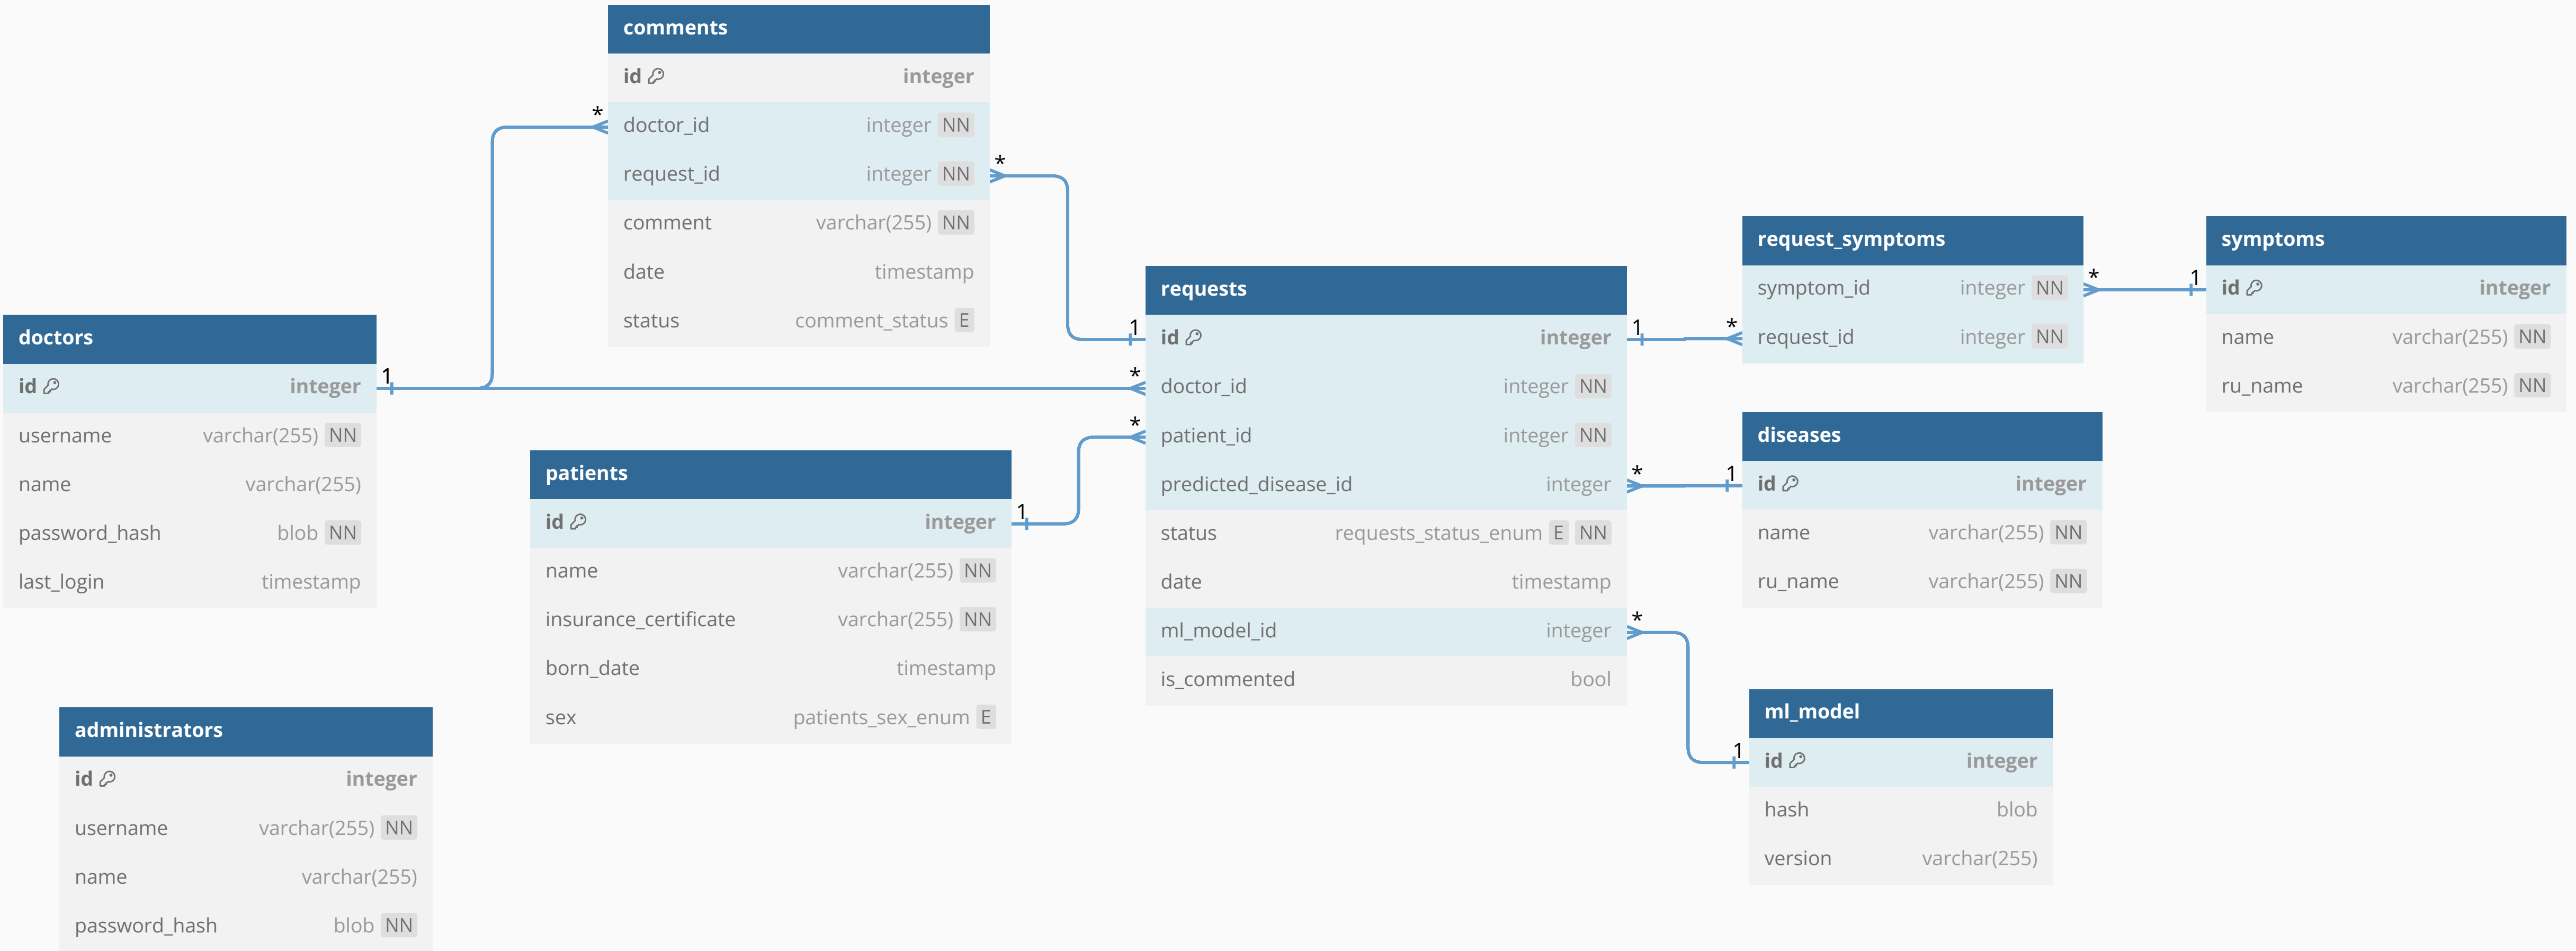 comments
id integer
doctor_id integer NN
request_id integer NN
comment varchar(255) NN
date timestamp
status comment_status E
doctors
id integer
username varchar(255) NN
name varchar(255)
password_hash blob NN
last_login timestamp
patients
id integer
name varchar(255) NN
insurance_certificate varchar(255) NN
born_date timestamp
sex patients_sex_enum E
administrators
id integer
username varchar(255) NN
name varchar(255)
password_hash blob NN
requests
id integer
doctor_id integer NN
patient_id integer NN
predicted_disease_id integer
status requests_status_enum E NN
date timestamp
ml_model_id integer
is_commented bool
request_symptoms
symptom_id integer NN
request_id integer NN
symptoms
id integer
name varchar(255) NN
ru_name varchar(255) NN
diseases
id integer
name varchar(255) NN
ru_name varchar(255) NN
ml_model
id integer
hash blob
version varchar(255)
*
*
1
1
*
*
1
1
*
*
1
*
1
*
1